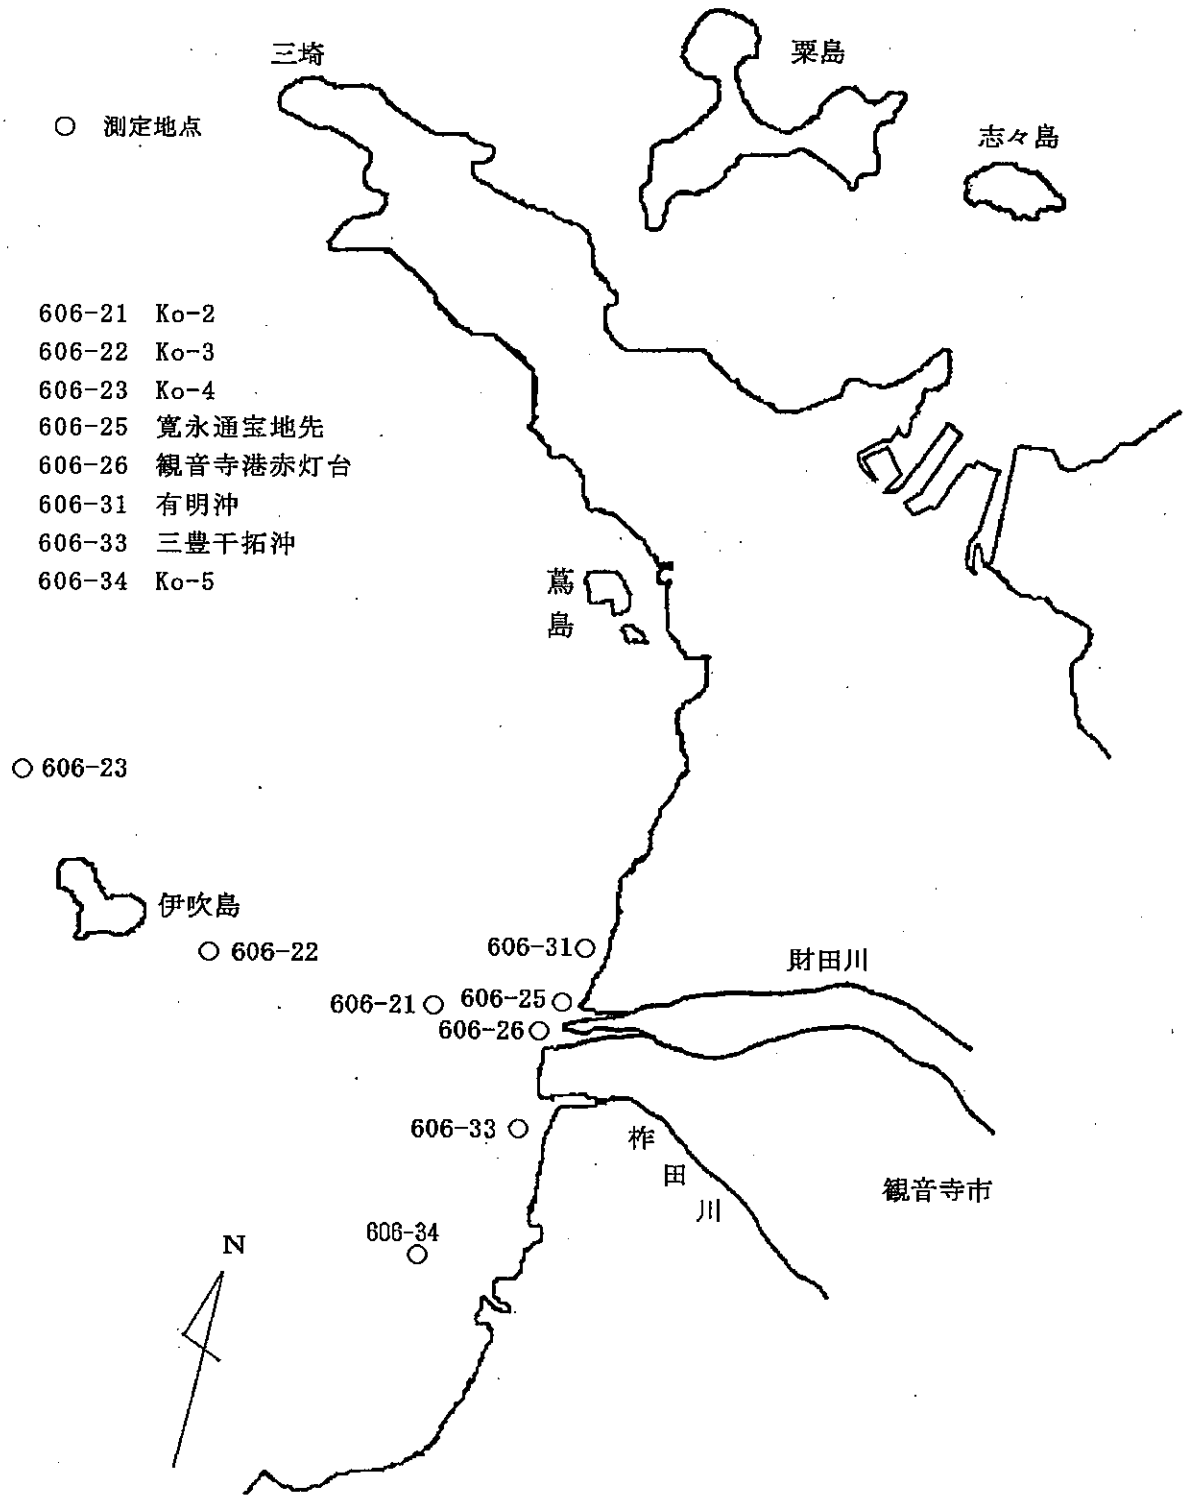 三埼
粟島
○ 測定地点
志々島
606-21 Ko-2
606-22 Ko-3
606-23 Ko-4
606-25 寛永通宝地先
606-26 観音寺港赤灯台
606-31 有明沖
606-33 三豊干拓沖
606-34 Ko-5
蔦島
606-23
伊吹島
606-22
606-31
財田川
606-21
606-25
606-26
606-33
柞田川
観音寺市
606-34
N